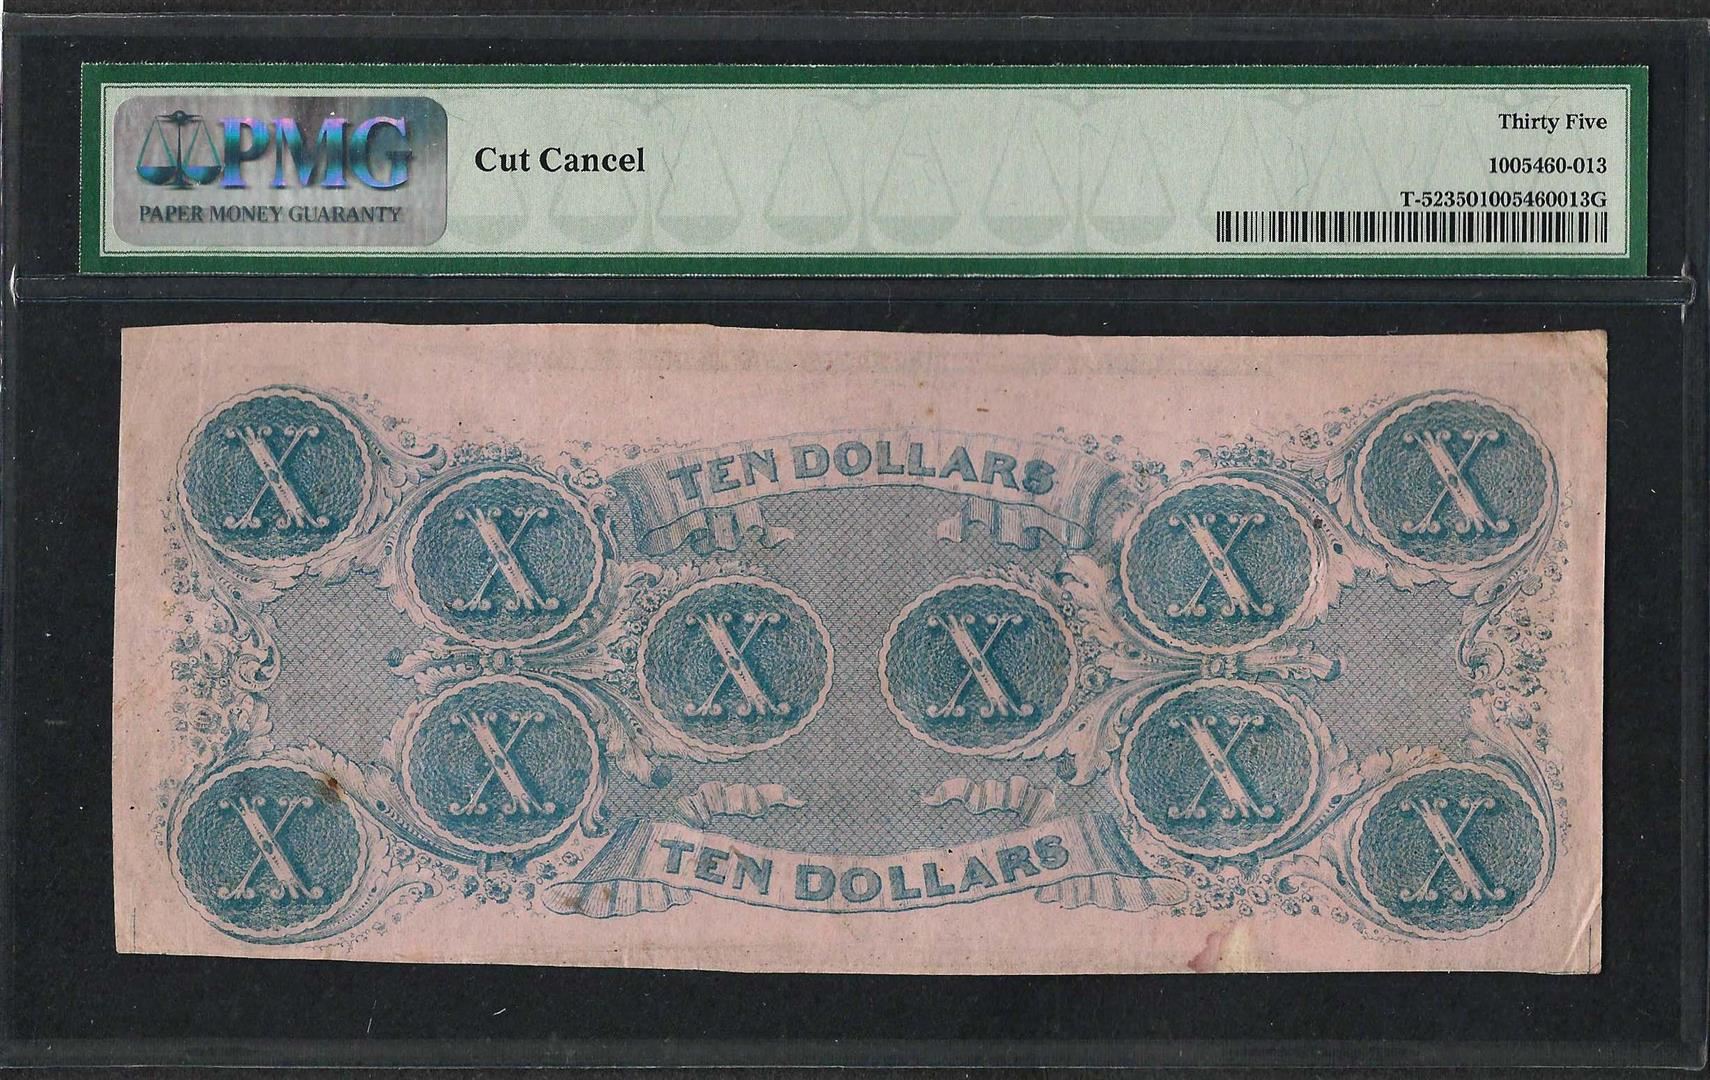 PMG
PAPER MONEY GUARANTY
Cut Cancel
Thirty Five
1005460-013
T-523501005460013G
TEN DOLLARS
X X
X X
X X
X X
X X
TEN DOLLARS